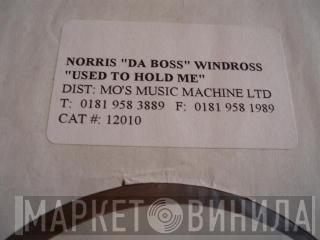 NORRIS "DA BOSS" WINDROSS
"USED TO HOLD ME"
DIST: MO'S MUSIC MACHINE LTD
T: 0181 958 3889 F: 0181 958 1989
CAT #: 12010
МАРКЕТ ВИНИЛА